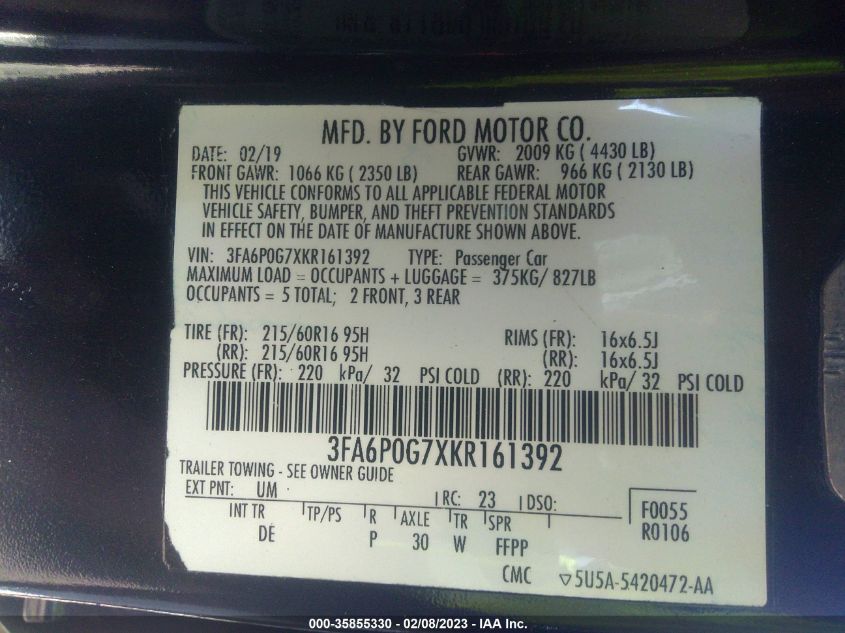 MFD. BY FORD MOTOR CO.
DATE: 02/19 GVWR: 2009 KG ( 4430 LB)
FRONT GAWR: 1066 KG ( 2350 LB) REAR GAWR: 966 KG ( 2130 LB)
THIS VEHICLE CONFORMS TO ALL APPLICABLE FEDERAL MOTOR
VEHICLE SAFETY, BUMPER, AND THEFT PREVENTION STANDARDS
IN EFFECT ON THE DATE OF MANUFACTURE SHOWN ABOVE.
VIN: 3FA6P0G7XKR161392 TYPE: Passenger Car
MAXIMUM LOAD = OCCUPANTS + LUGGAGE = 375KG/ 827LB
OCCUPANTS = 5 TOTAL; 2 FRONT, 3 REAR
TIRE (FR): 215/60R16 95H RIMS (FR): 16x6.5J
(RR): 215/60R16 95H (RR): 16x6.5J
PRESSURE (FR): 220 kPa/ 32 PSI COLD (RR): 220 kPa/ 32 PSI COLD
3FA6P0G7XKR161392
TRAILER TOWING - SEE OWNER GUIDE
EXT PNT: UM RC: 23 DSO: F0055
INT TR TP/PS R AXLE TR SPR R0106
DE P 30 W FFPP
CMC ▽5U5A-5420472-AA
000-35855330 - 02/08/2023 - IAA Inc.